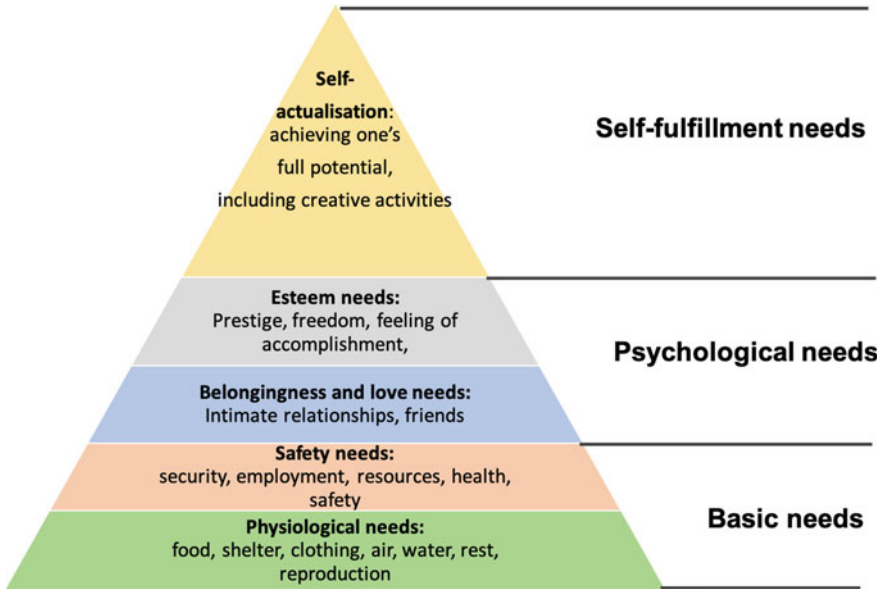 Self-
actualisation:
achieving one's
full potential,
including creative activities
Self-fulfillment needs
Esteem needs:
Prestige, freedom, feeling of
accomplishment,
Psychological needs
Belongingness and love needs:
Intimate relationships, friends
Safety needs:
security, employment, resources, health,
safety
Basic needs
Physiological needs:
food, shelter, clothing, air, water, rest,
reproduction